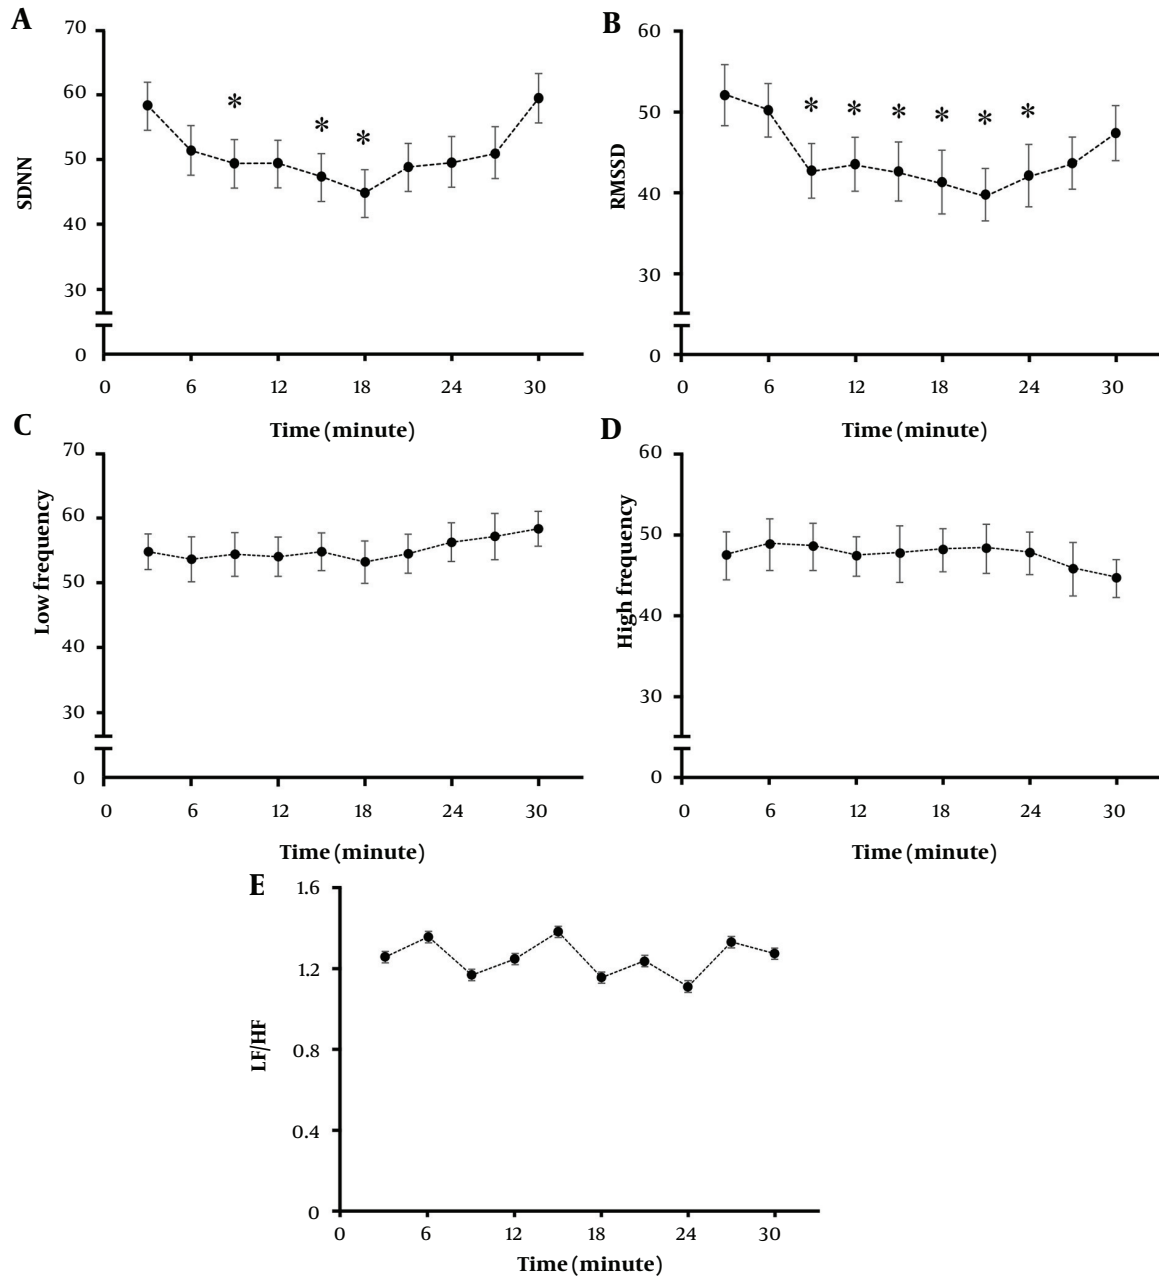 A
70
60
50
40
30
0
SDNN
* * *
0 6 12 18 24 30
Time (minute)
B
60
50
40
30
0
RMSSD
* * * * * *
0 6 12 18 24 30
Time (minute)
C
70
60
50
40
30
0
Low frequency
0 6 12 18 24 30
Time (minute)
D
60
50
40
30
0
High frequency
0 6 12 18 24 30
Time (minute)
E
1.6
1.2
0.8
0.4
0
LF/HF
0 6 12 18 24 30
Time (minute)